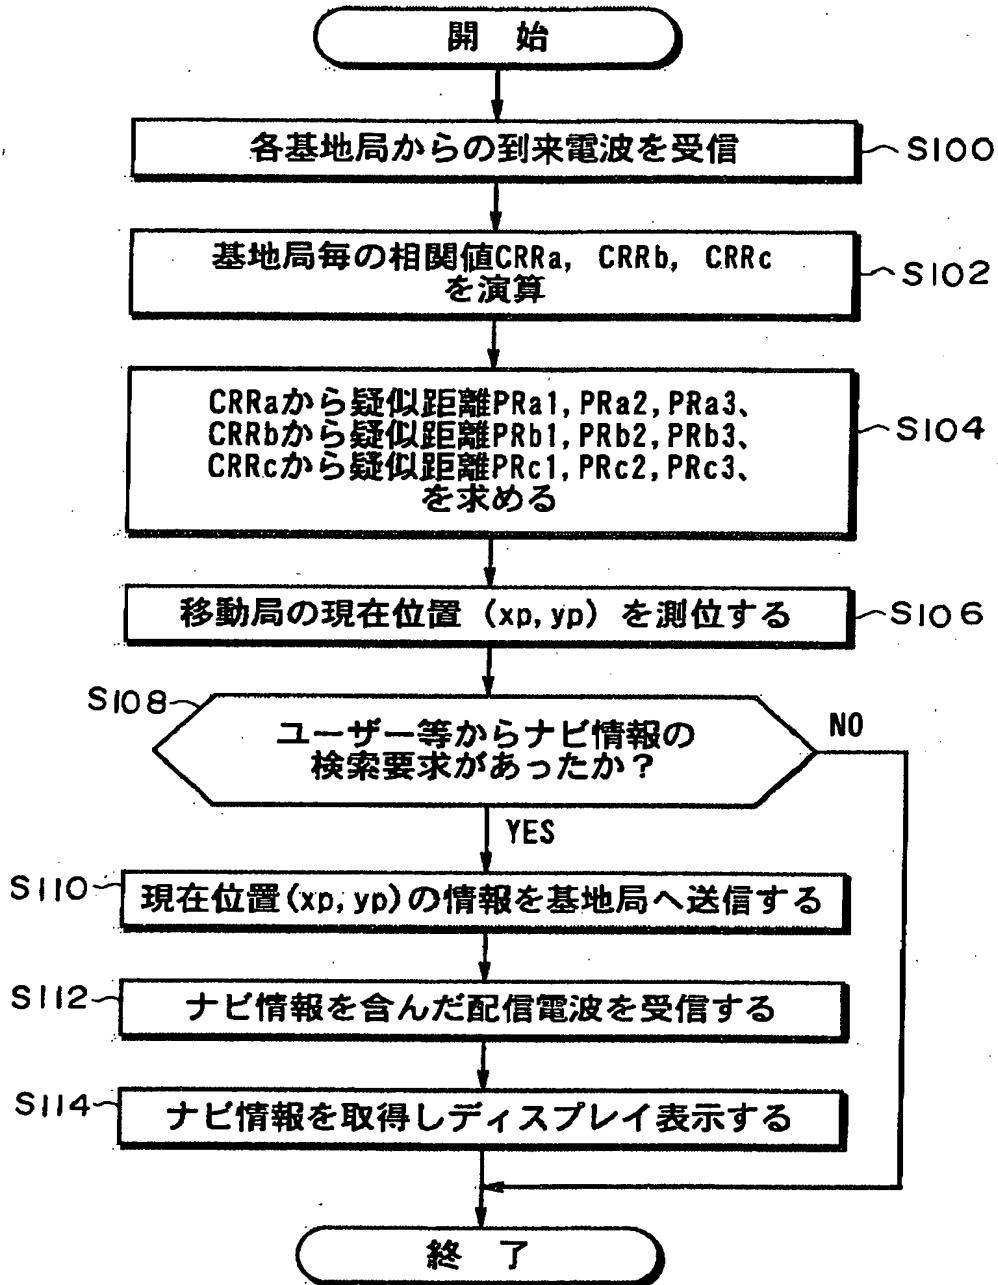 開 始
各基地局からの到来電波を受信
S100
基地局毎の相関値CRRa, CRRb, CRRc
を演算
S102
CRRaから疑似距離PRa1, PRa2, PRa3、
CRRbから疑似距離PRb1, PRb2, PRb3、
CRRcから疑似距離PRc1, PRc2, PRc3、
を求める
S104
移動局の現在位置 (xp, yp) を測位する
S106
S108
ユーザー等からナビ情報の
検索要求があったか？
NO
YES
S110
現在位置(xp, yp)の情報を基地局へ送信する
S112
ナビ情報を含んだ配信電波を受信する
S114
ナビ情報を取得しディスプレイ表示する
終 了